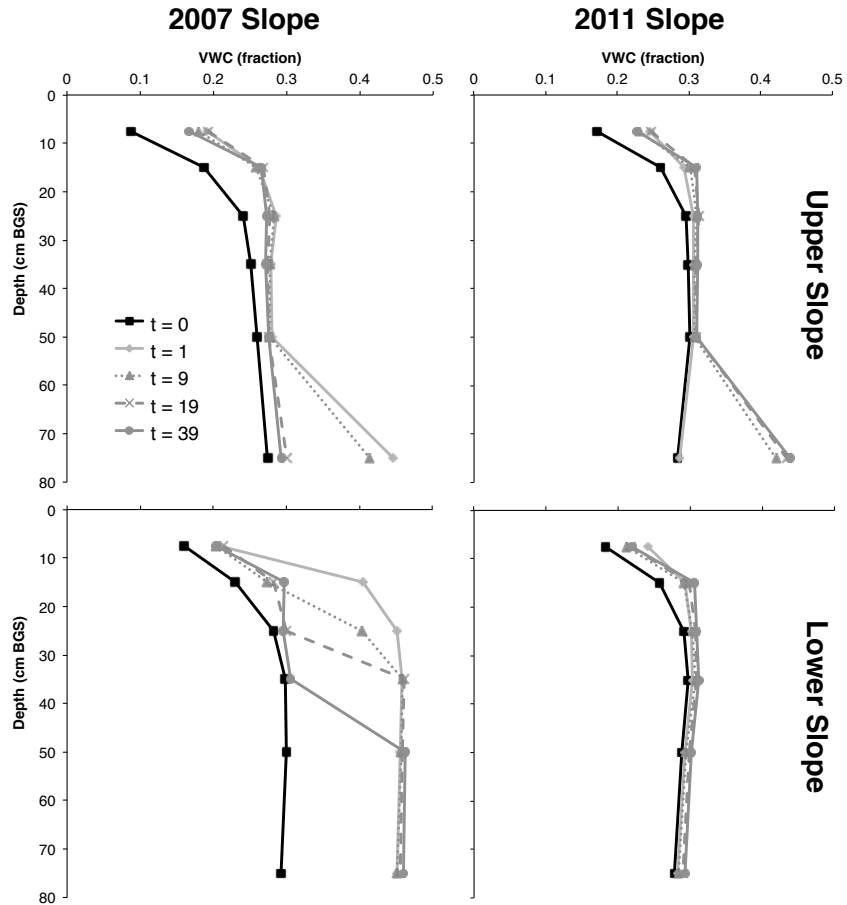 2007 Slope
2011 Slope
VWC (fraction)
VWC (fraction)
0 0.1 0.2 0.3 0.4 0.5
0 0.1 0.2 0.3 0.4 0.5
0
10
20
30
40
50
60
70
80
Depth (cm BGS)
t = 0
t = 1
t = 9
t = 19
t = 39
Upper Slope
0
10
20
30
40
50
60
70
80
Depth (cm BGS)
Lower Slope